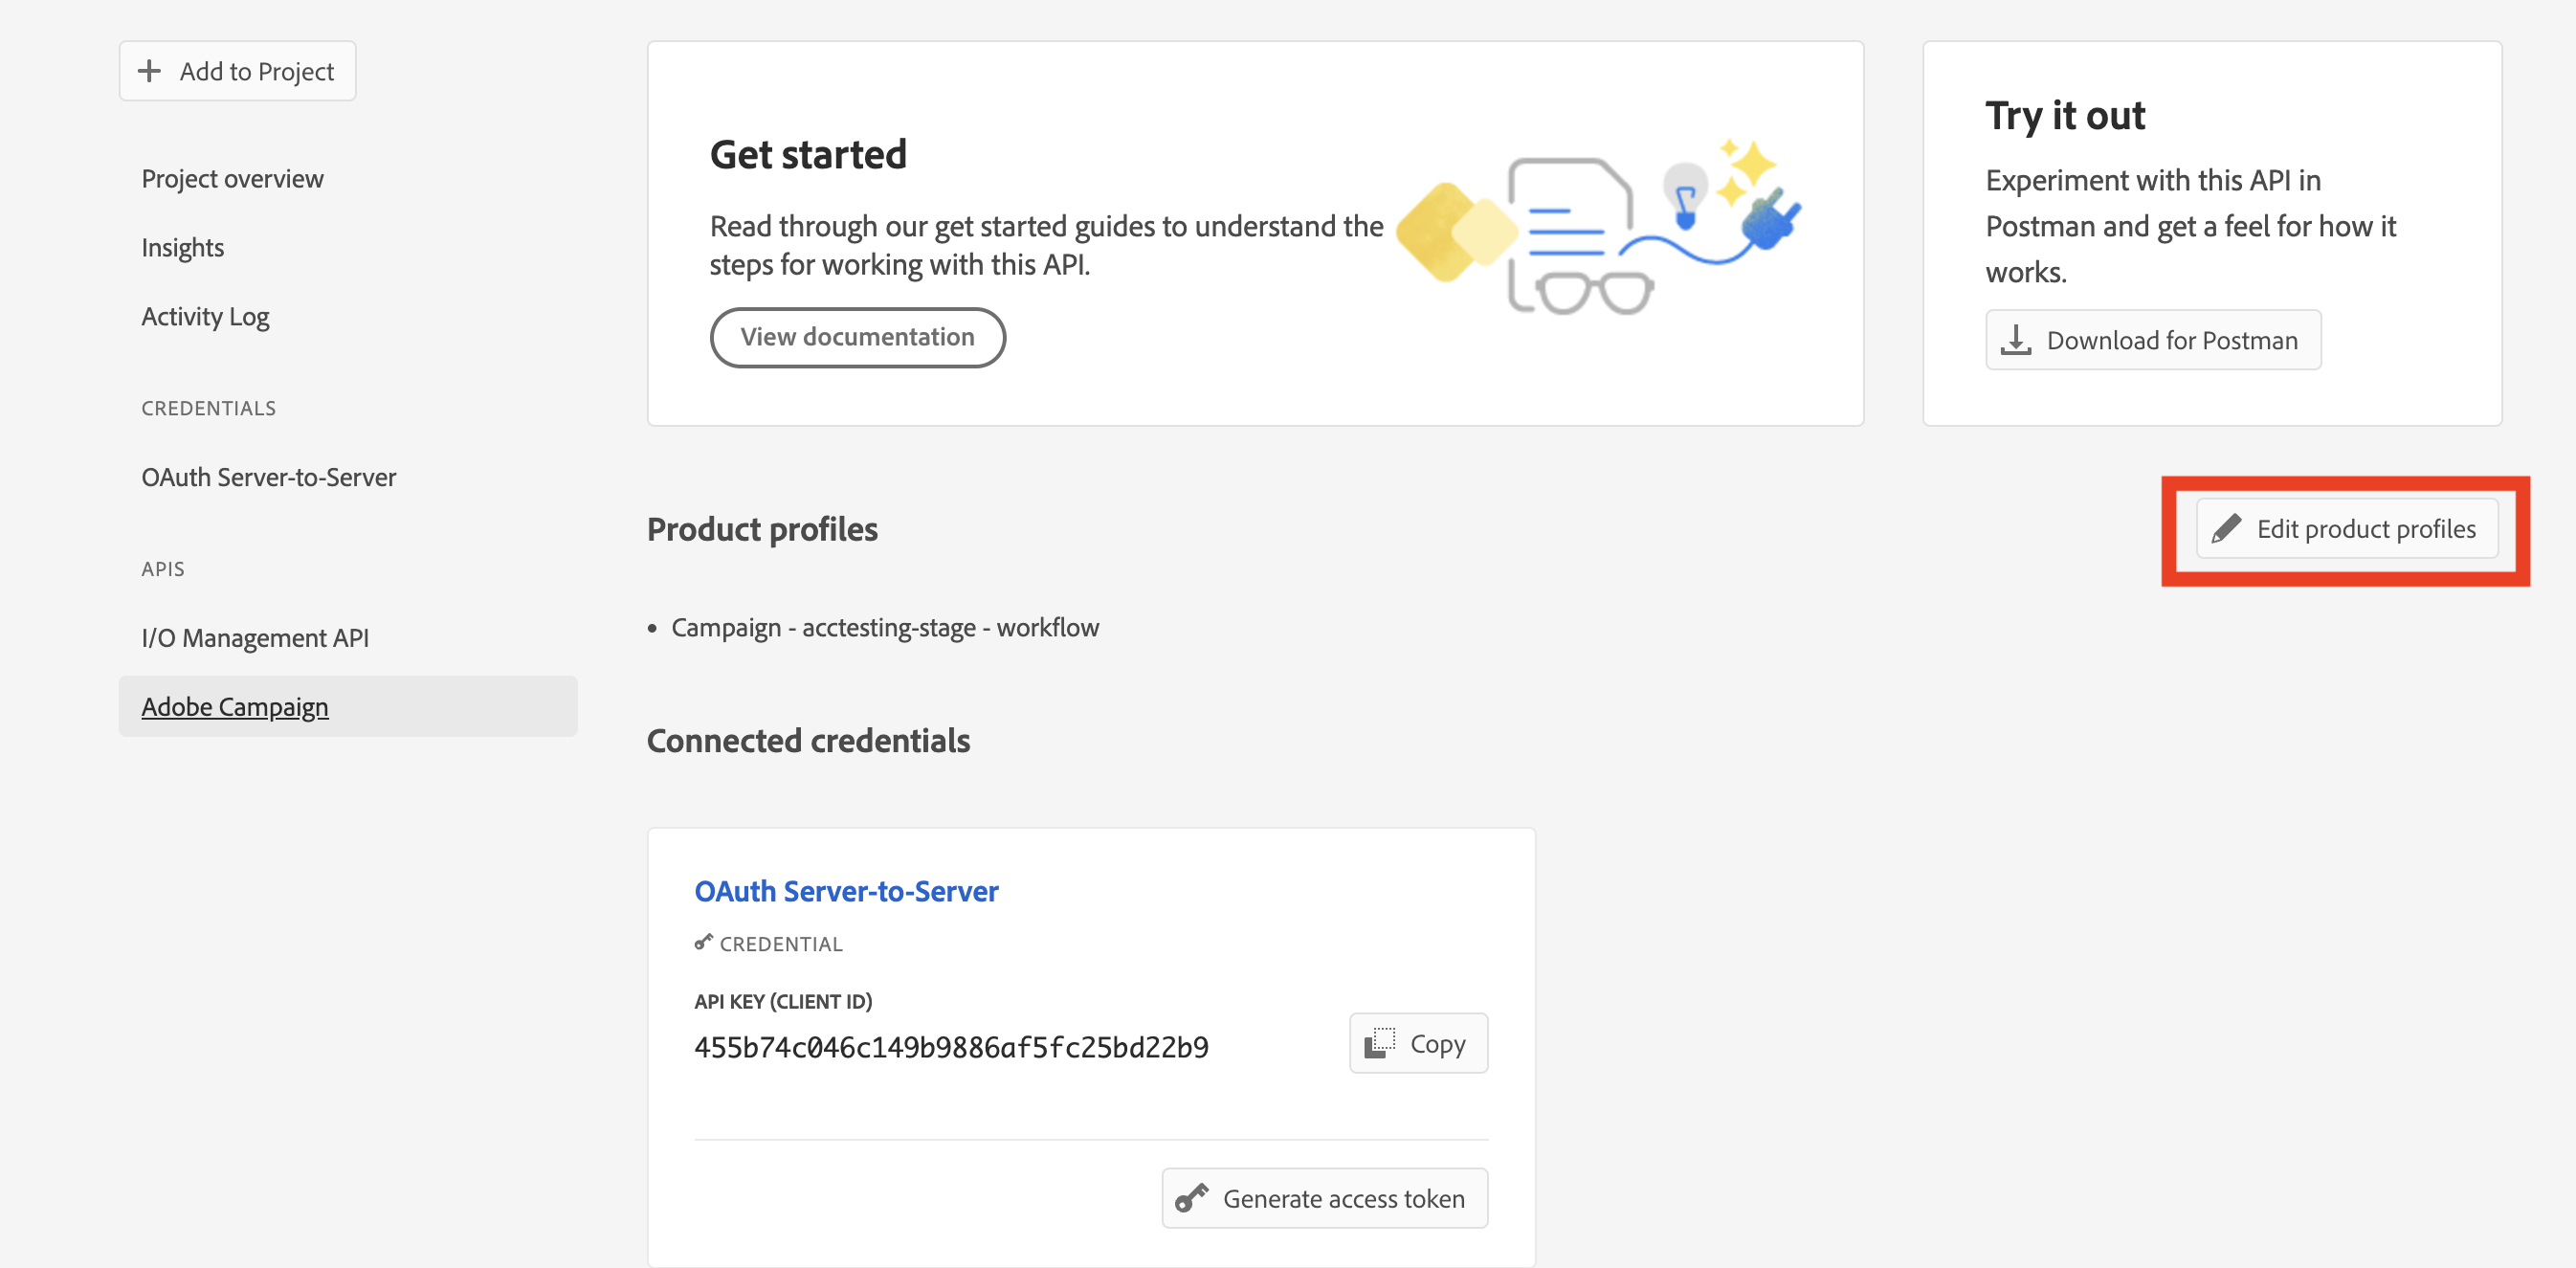 Add to Project
Project overview
Insights
Activity Log
CREDENTIALS
OAuth Server-to-Server
APIS
I/O Management API
Adobe Campaign
Get started
Read through our get started guides to understand the
steps for working with this API.
View documentation
Try it out
Experiment with this API in
Postman and get a feel for how it
works.
Download for Postman
Product profiles
Edit product profiles
• Campaign - acctesting-stage - workflow
Connected credentials
OAuth Server-to-Server
CREDENTIAL
API KEY (CLIENT ID)
455b74c046c149b9886af5fc25bd22b9
Copy
Generate access token